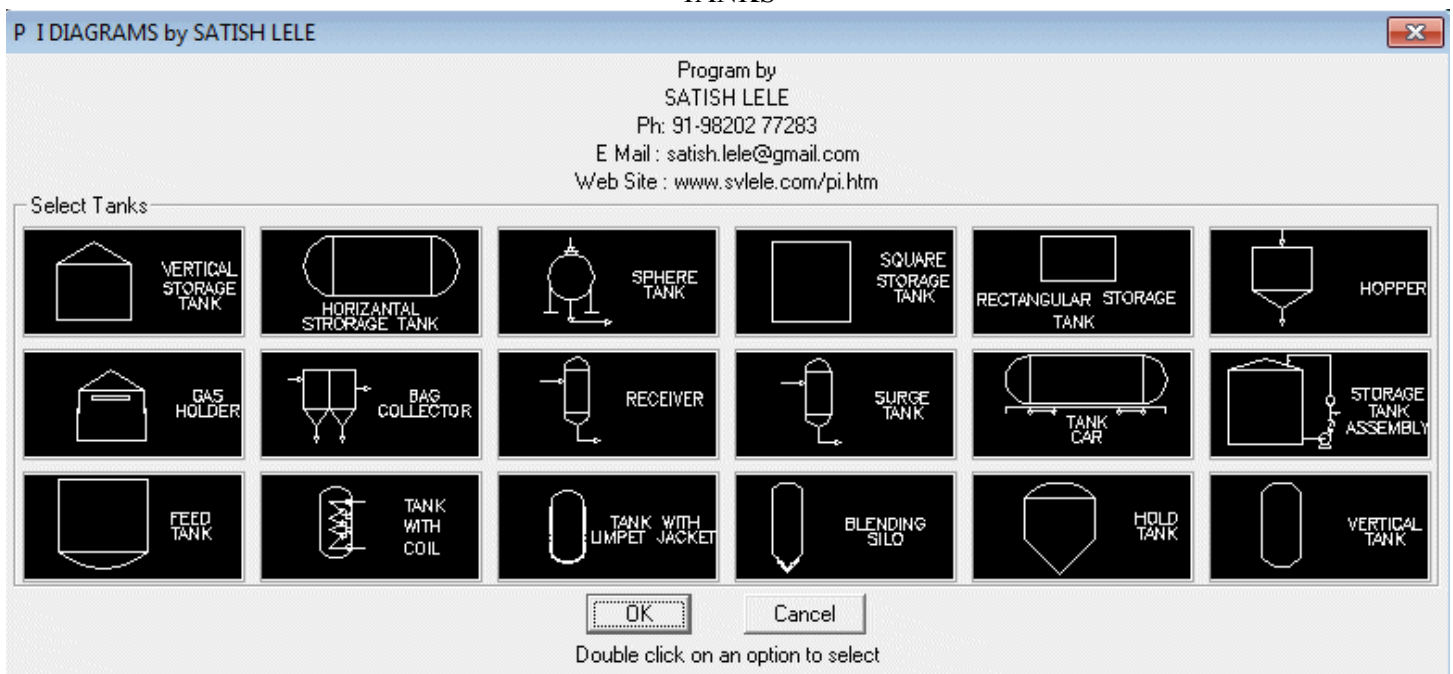 TANKS
P I DIAGRAMS by SATISH LELE
Program by
SATISH LELE
Ph: 91-98202 77283
E Mail : satish.lele@gmail.com
Web Site : www.svlele.com/pi.htm
Select Tanks
VERTICAL
STORAGE
TANK
HORIZANTAL
STRORAGE TANK
SPHERE
TANK
SQUARE
STORAGE
TANK
RECTANGULAR STORAGE
TANK
HOPPER
GAS
HOLDER
BAG
COLLECTOR
RECEIVER
SURGE
TANK
TANK
CAR
STORAGE
TANK
ASSEMBLY
FEED
TANK
TANK
WITH
COIL
TANK WITH
LIMPET JACKET
BLENDING
SILO
HOLD
TANK
VERTICAL
TANK
OK
Cancel
Double click on an option to select